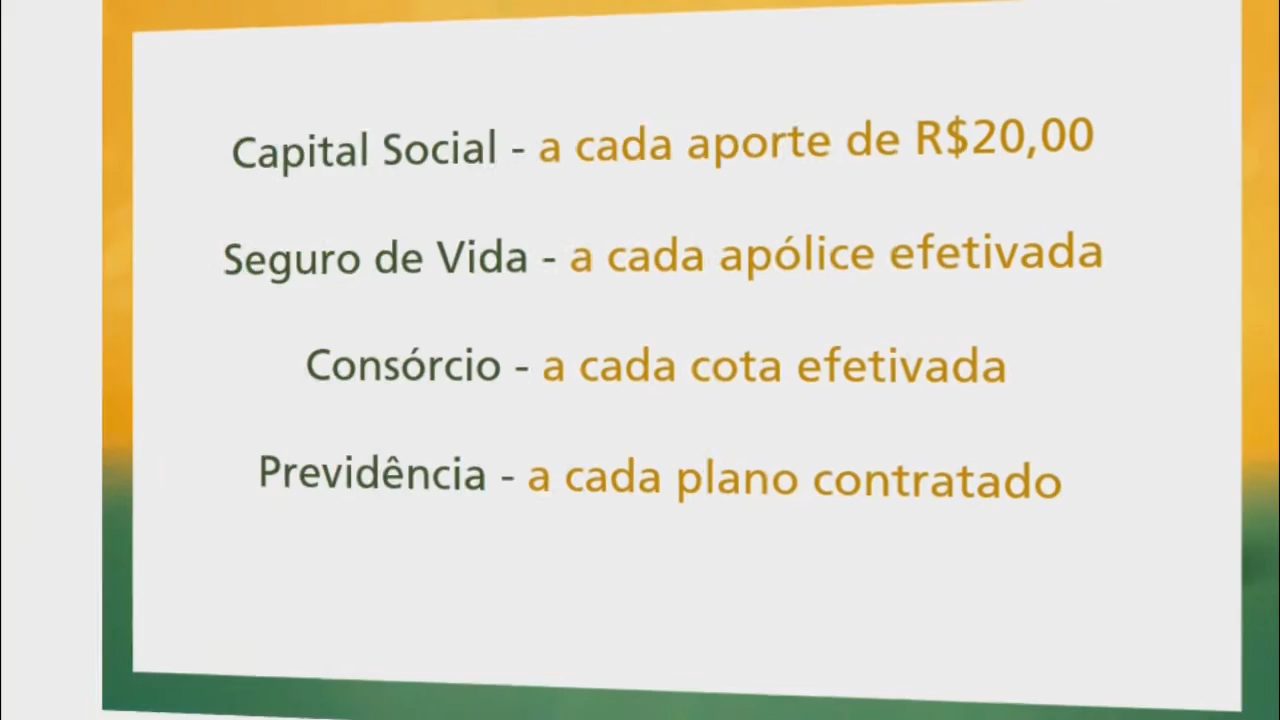 Capital Social - a cada aporte de R$20,00
Seguro de Vida - a cada apólice efetivada
Consórcio - a cada cota efetivada
Previdência - a cada plano contratado